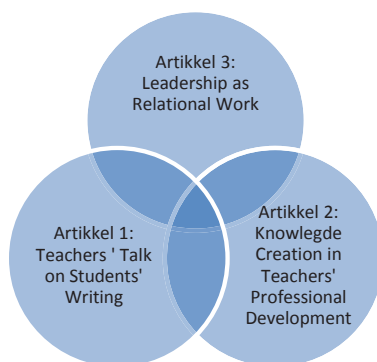 Artikkel 3:
Leadership as
Relational Work
Artikkel 1:
Teachers ' Talk
on Students'
Writing
Artikkel 2:
Knowlegde
Creation in
Teachers'
Professional
Development